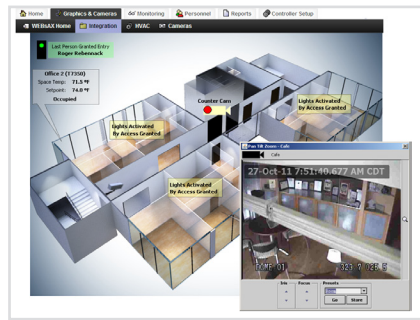 Home
Graphics & Cameras
Monitoring
Personnel
Reports
Controller Setup
WEBsAX Home
Integration
HVAC
Cameras
Last Person Granted Entry
Roger Rebennack
Office 2 (T7350)
Space Temp: 71.5 ºF
Setpoint: 74.0 ºF
Occupied
Counter Cam
Lights Activated
By Access Granted
Lights Activated
By Access Granted
Lights Activated
By Access Granted
Pan Tilt Zoom - Cafe
Cafe
27-Oct-11 7:51:40.677 AM CDT
Iris
Focus
Presets
Go
Store